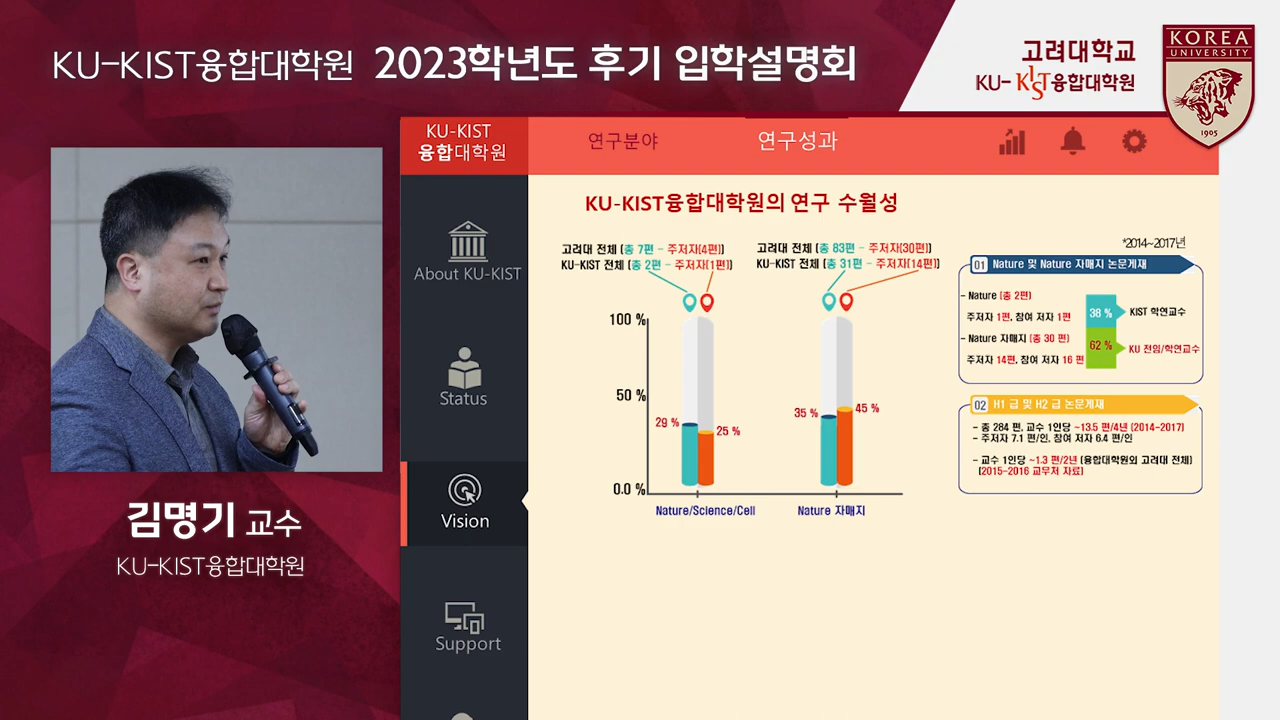 KU-KIST융합대학원 2023학년도 후기 입학설명회
고려대학교
KU-KIST융합대학원
KOREA
UNIVERSITY
1905
KU-KIST
융합대학원
연구분야
연구성과
About KU-KIST
Status
Vision
Support
KU-KIST융합대학원의 연구 수월성
*2014~2017년
고려대 전체 (총 7편 - 주저자(4편))
KU-KIST 전체 (총 2편 - 주저자(1편))
고려대 전체 (총 83편 - 주저자(30편))
KU-KIST 전체 (총 31편 - 주저자(14편))
100 %
50 %
0.0 %
29 %
25 %
35 %
45 %
Nature/Science/Cell
Nature 자매지
01 Nature 및 Nature 자매지 논문게재
- Nature (총 2편)
주저자 1편, 참여 저자 1편
- Nature 자매지 (총 30 편)
주저자 14편, 참여 저자 16 편
38 %
KIST 학연교수
62 %
KU 전임/학연교수
02 H1 급 및 H2 급 논문게재
- 총 284 편, 교수 1인당 ~13.5 편/4년 (2014-2017)
- 주저자 7.1 편/인, 참여 저자 6.4 편/인
- 교수 1인당 ~1.3 편/2년 (융합대학원외 고려대 전체)
(2015-2016 교무처 자료)
김명기 교수
KU-KIST융합대학원